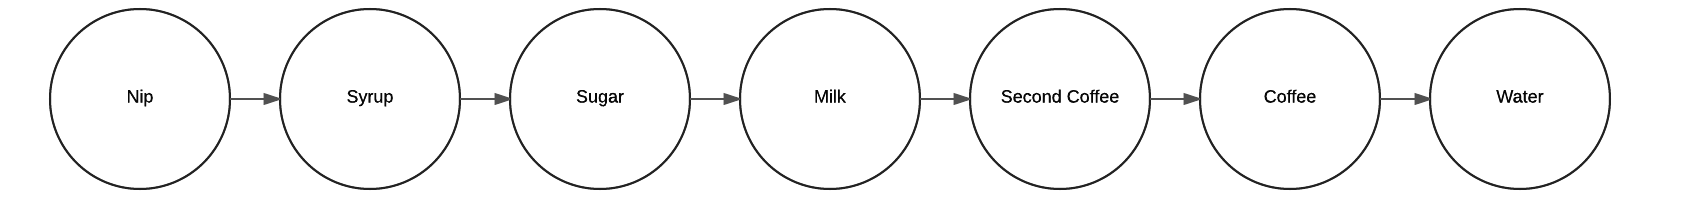 Nip
Syrup
Sugar
Milk
Second Coffee
Coffee
Water